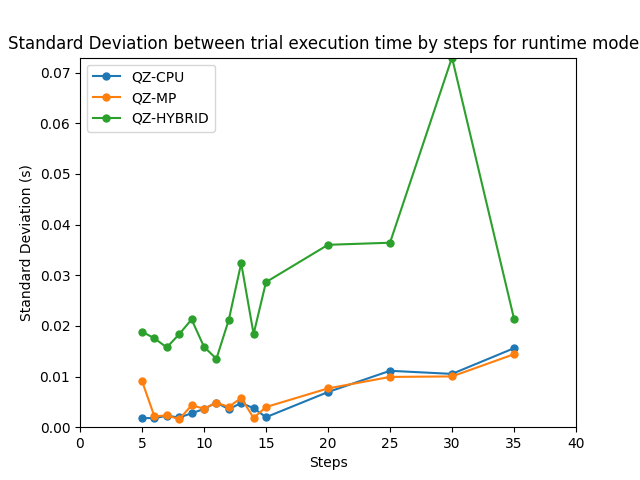 Standard Deviation between trial execution time by steps for runtime mode
QZ-CPU
QZ-MP
QZ-HYBRID
Standard Deviation (s)
0.07
0.06
0.05
0.04
0.03
0.02
0.01
0.00
0 5 10 15 20 25 30 35 40
Steps